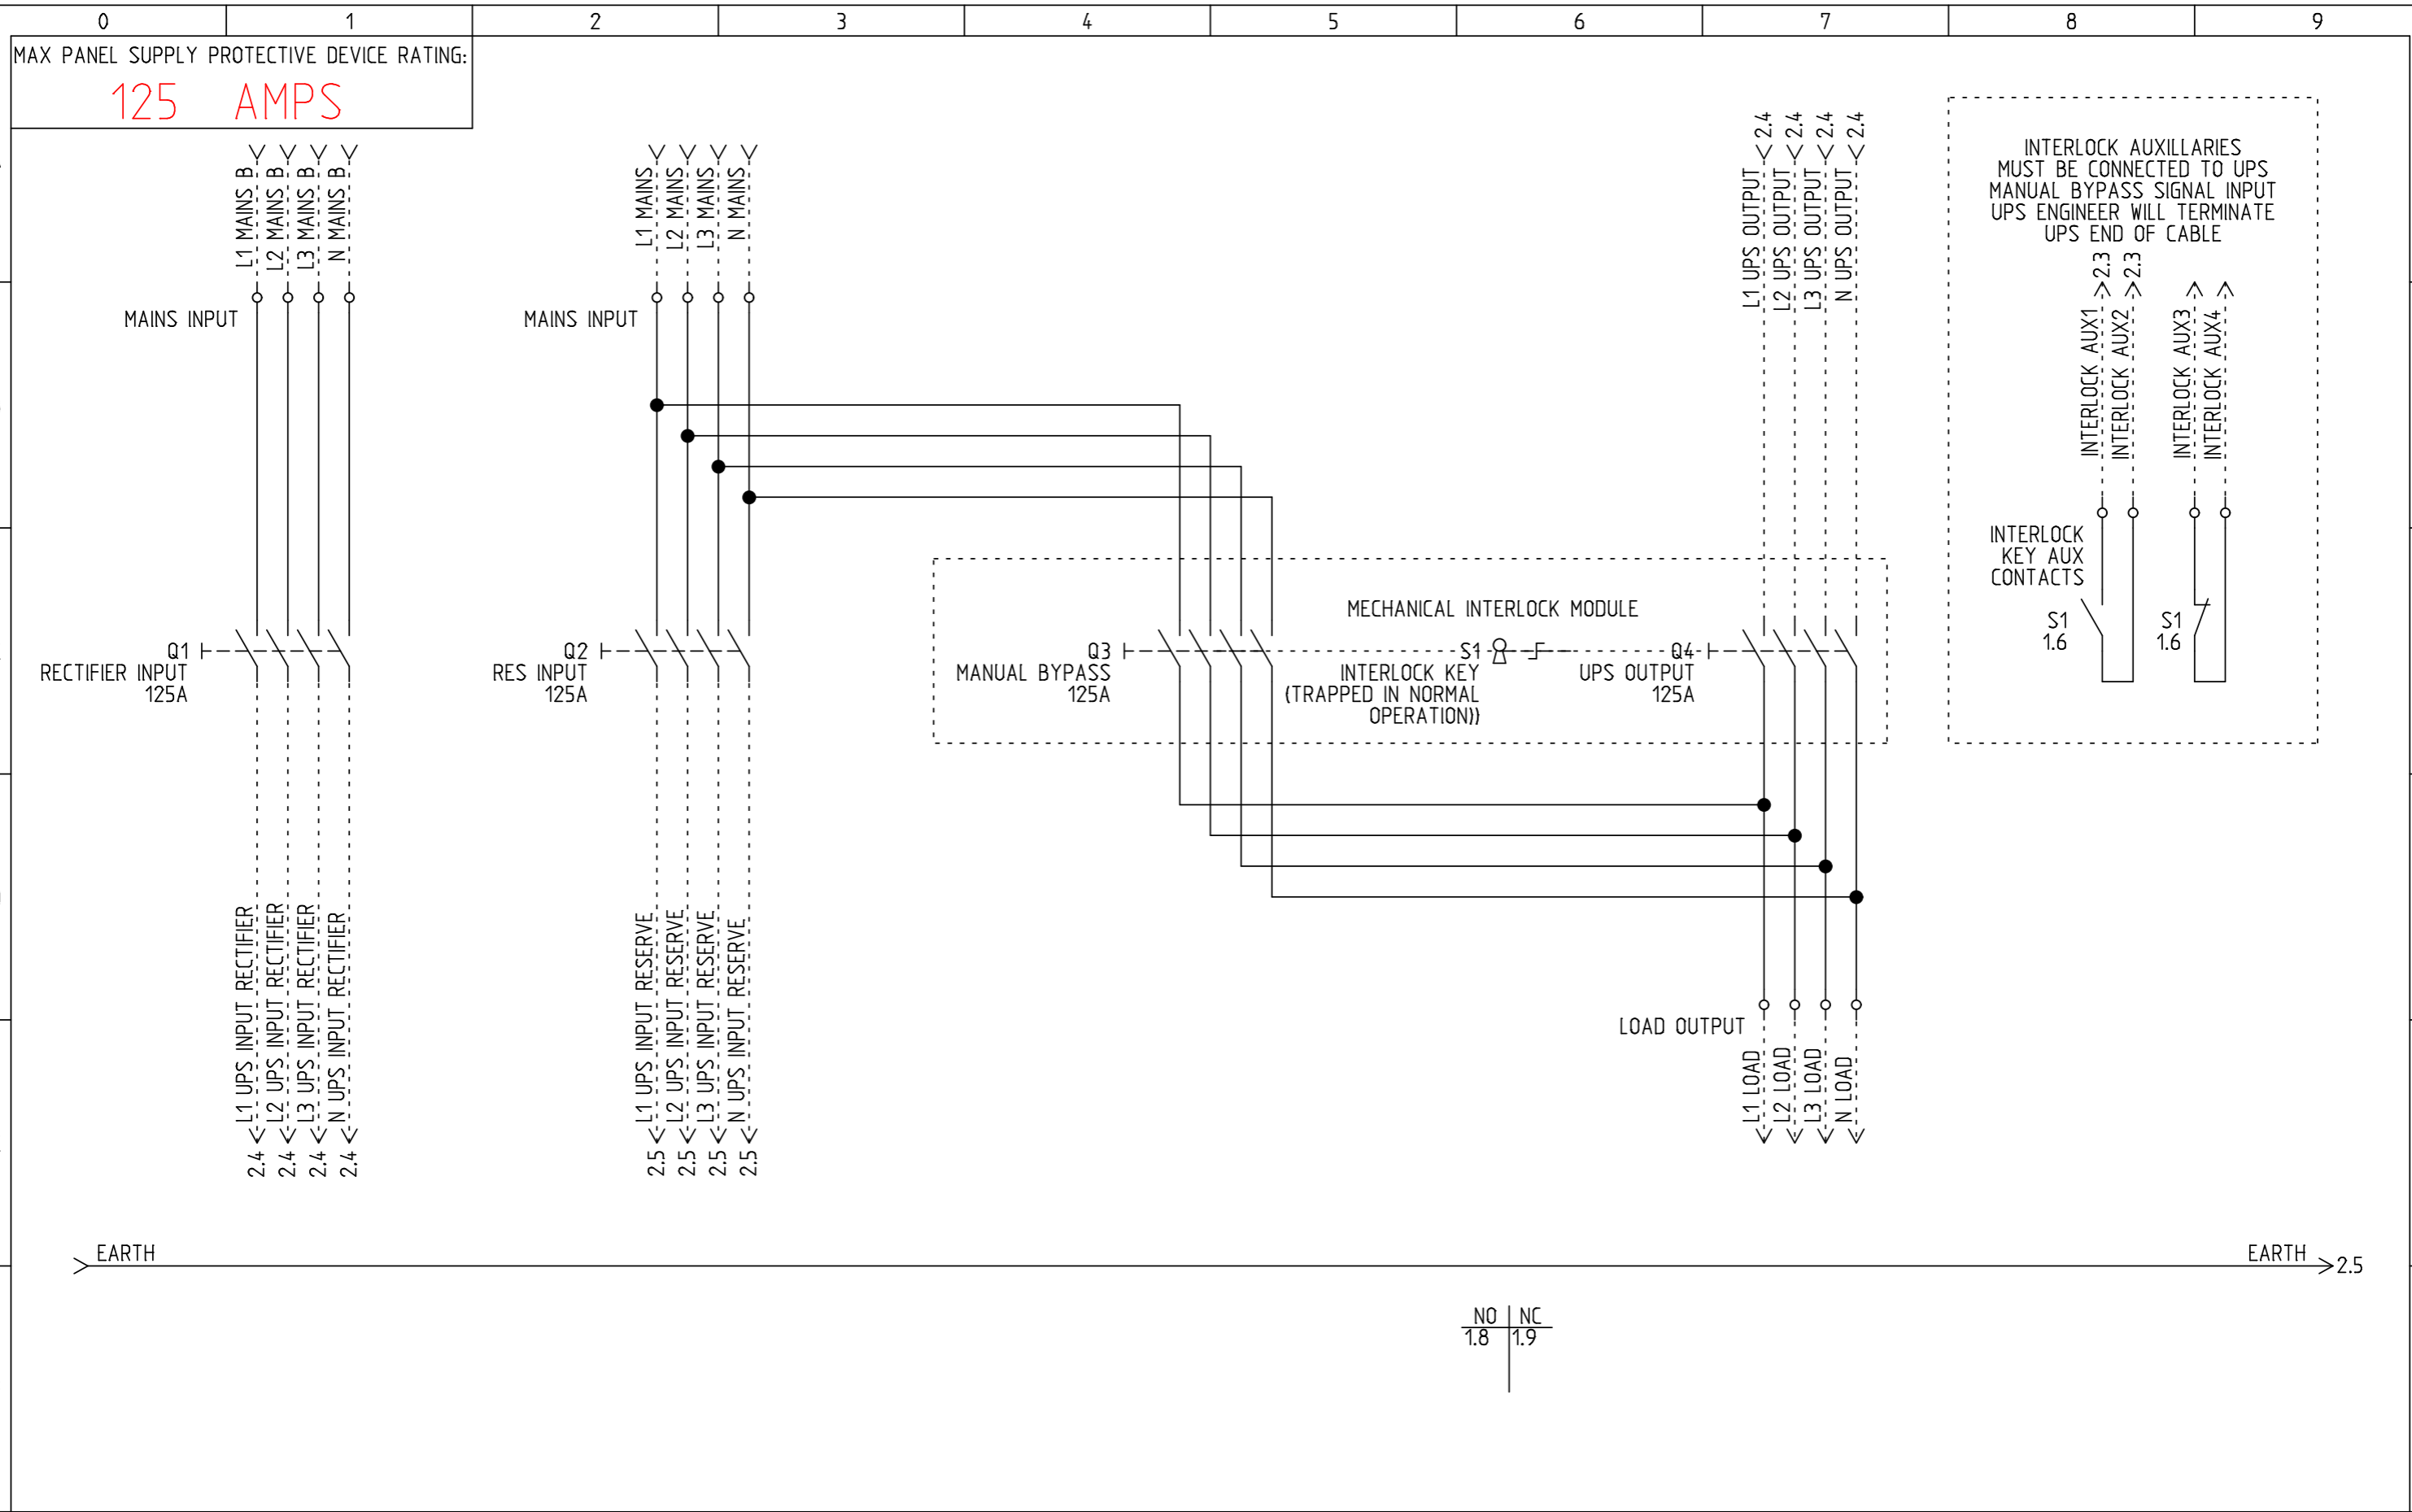 0 1 2 3 4 5 6 7 8 9
MAX PANEL SUPPLY PROTECTIVE DEVICE RATING:
125 AMPS
L1 MAINS B
L2 MAINS B
L3 MAINS B
N MAINS B
MAINS INPUT
L1 MAINS
L2 MAINS
L3 MAINS
N MAINS
MAINS INPUT
2.4
2.4
2.4
2.4
L1 UPS OUTPUT
L2 UPS OUTPUT
L3 UPS OUTPUT
N UPS OUTPUT
INTERLOCK AUXILLARIES
MUST BE CONNECTED TO UPS
MANUAL BYPASS SIGNAL INPUT
UPS ENGINEER WILL TERMINATE
UPS END OF CABLE
2.3
2.3
INTERLOCK AUX1
INTERLOCK AUX2
INTERLOCK AUX3
INTERLOCK AUX4
INTERLOCK
KEY AUX
CONTACTS
S1
1.6
S1
1.6
Q1
RECTIFIER INPUT
125A
Q2
RES INPUT
125A
MECHANICAL INTERLOCK MODULE
Q3
MANUAL BYPASS
125A
S1
INTERLOCK KEY
(TRAPPED IN NORMAL
OPERATION))
Q4
UPS OUTPUT
125A
L1 UPS INPUT RECTIFIER
L2 UPS INPUT RECTIFIER
L3 UPS INPUT RECTIFIER
N UPS INPUT RECTIFIER
2.4
2.4
2.4
2.4
L1 UPS INPUT RESERVE
L2 UPS INPUT RESERVE
L3 UPS INPUT RESERVE
N UPS INPUT RESERVE
2.5
2.5
2.5
2.5
LOAD OUTPUT
L1 LOAD
L2 LOAD
L3 LOAD
N LOAD
EARTH
EARTH
2.5
NO NC
1.8 1.9